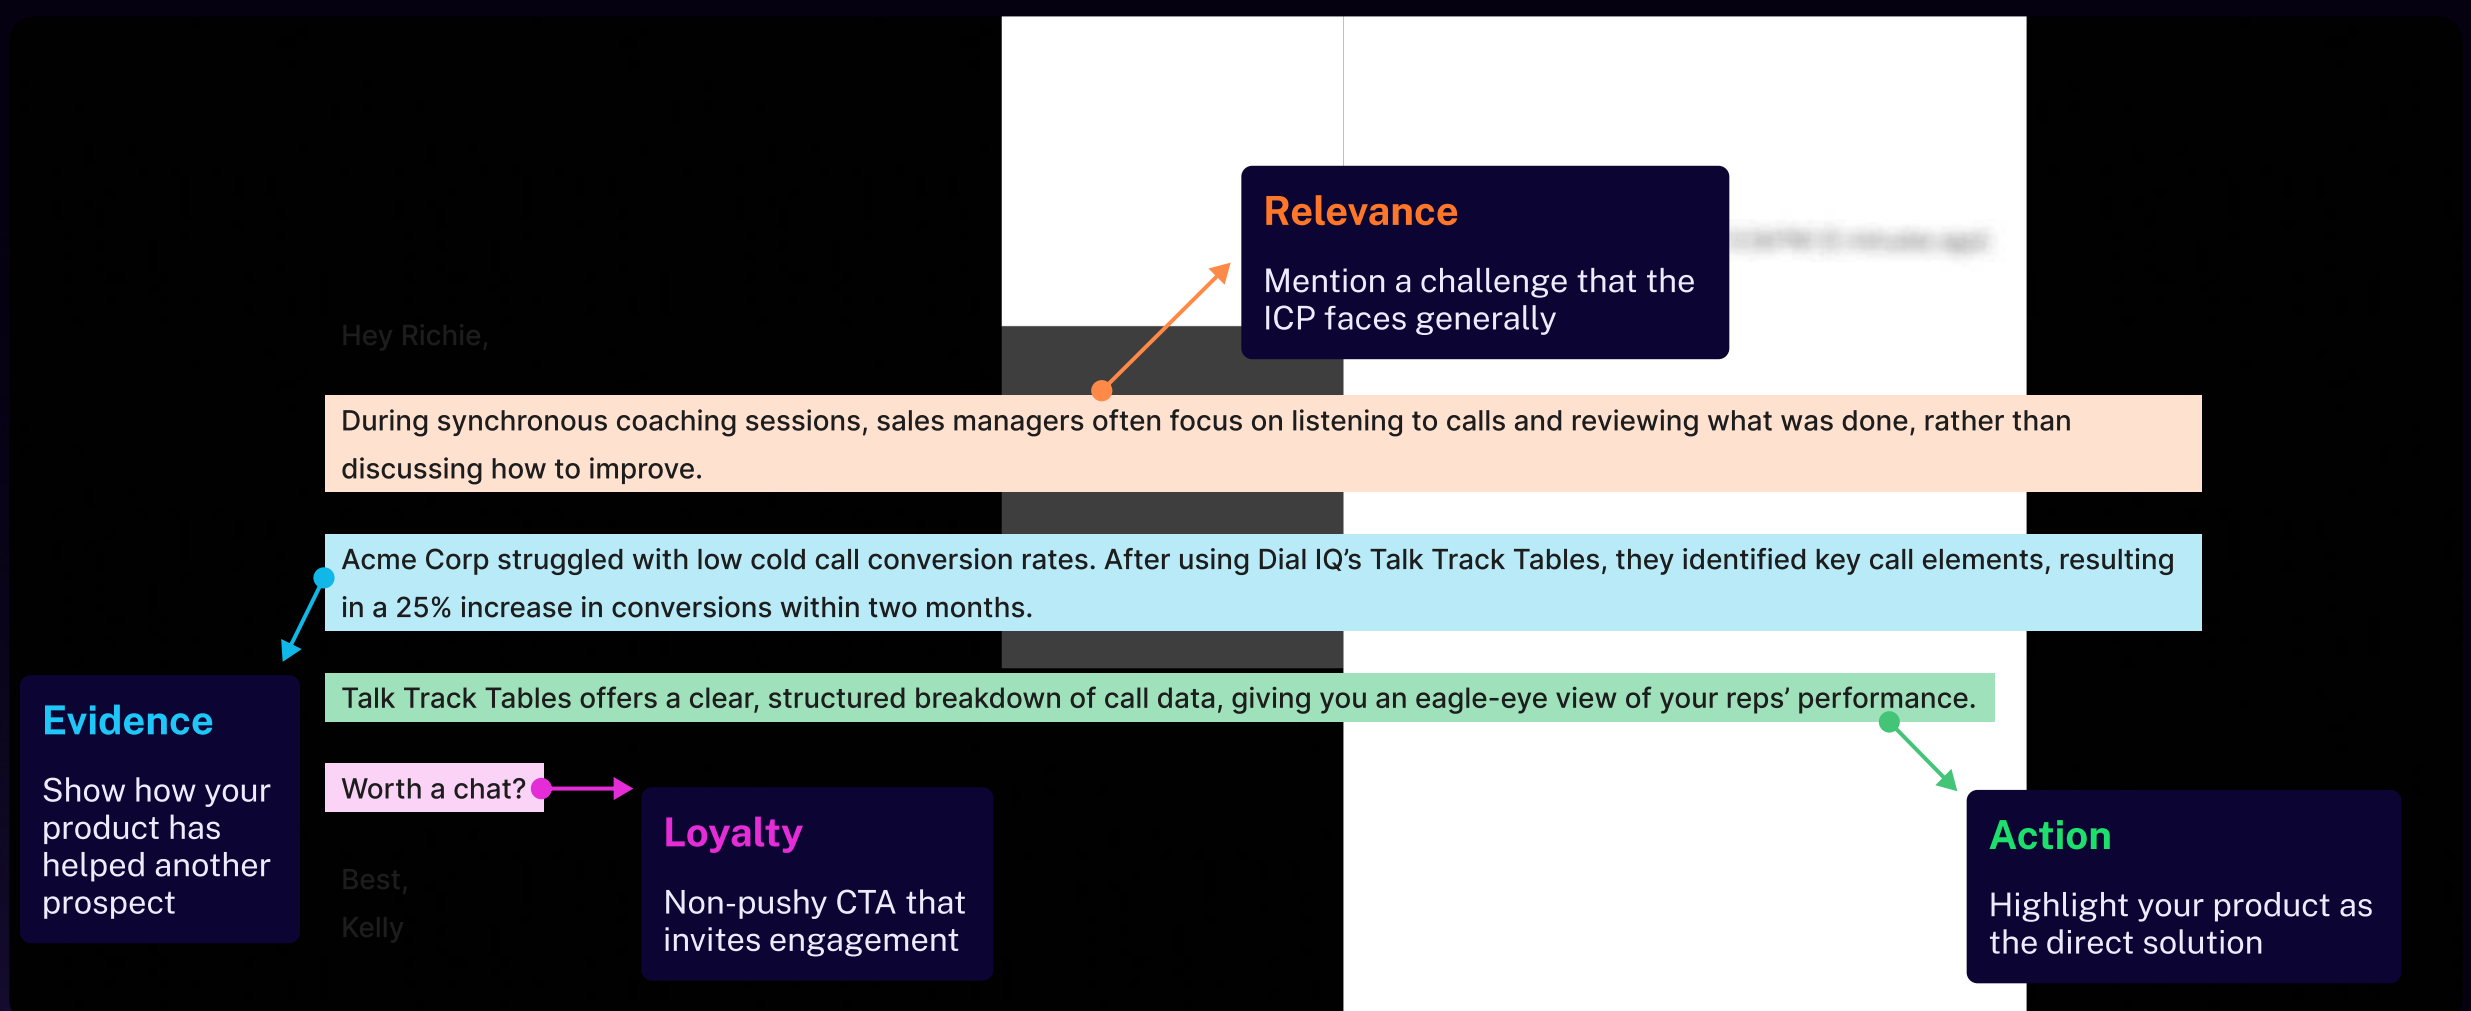 Relevance
Mention a challenge that the
ICP faces generally
Hey Richie,
During synchronous coaching sessions, sales managers often focus on listening to calls and reviewing what was done, rather than
discussing how to improve.
Acme Corp struggled with low cold call conversion rates. After using Dial IQ’s Talk Track Tables, they identified key call elements, resulting
in a 25% increase in conversions within two months.
Evidence
Show how your
product has
helped another
prospect
Talk Track Tables offers a clear, structured breakdown of call data, giving you an eagle-eye view of your reps’ performance.
Worth a chat?
Loyalty
Non-pushy CTA that
invites engagement
Action
Highlight your product as
the direct solution
Best,
Kelly